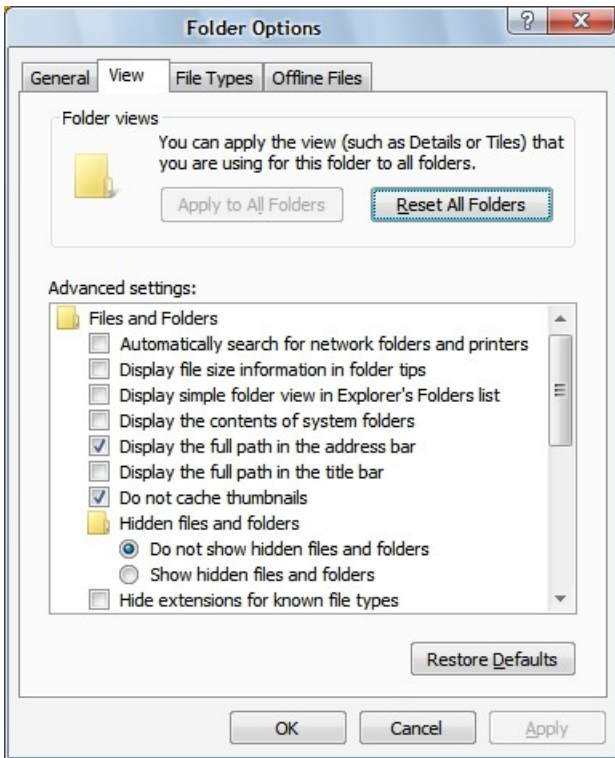 Folder Options
General View File Types Offline Files
Folder views
You can apply the view (such as Details or Tiles) that
you are using for this folder to all folders.
Apply to All Folders Reset All Folders
Advanced settings:
Files and Folders
Automatically search for network folders and printers
Display file size information in folder tips
Display simple folder view in Explorer's Folders list
Display the contents of system folders
Display the full path in the address bar
Display the full path in the title bar
Do not cache thumbnails
Hidden files and folders
Do not show hidden files and folders
Show hidden files and folders
Hide extensions for known file types
Restore Defaults
OK Cancel Apply